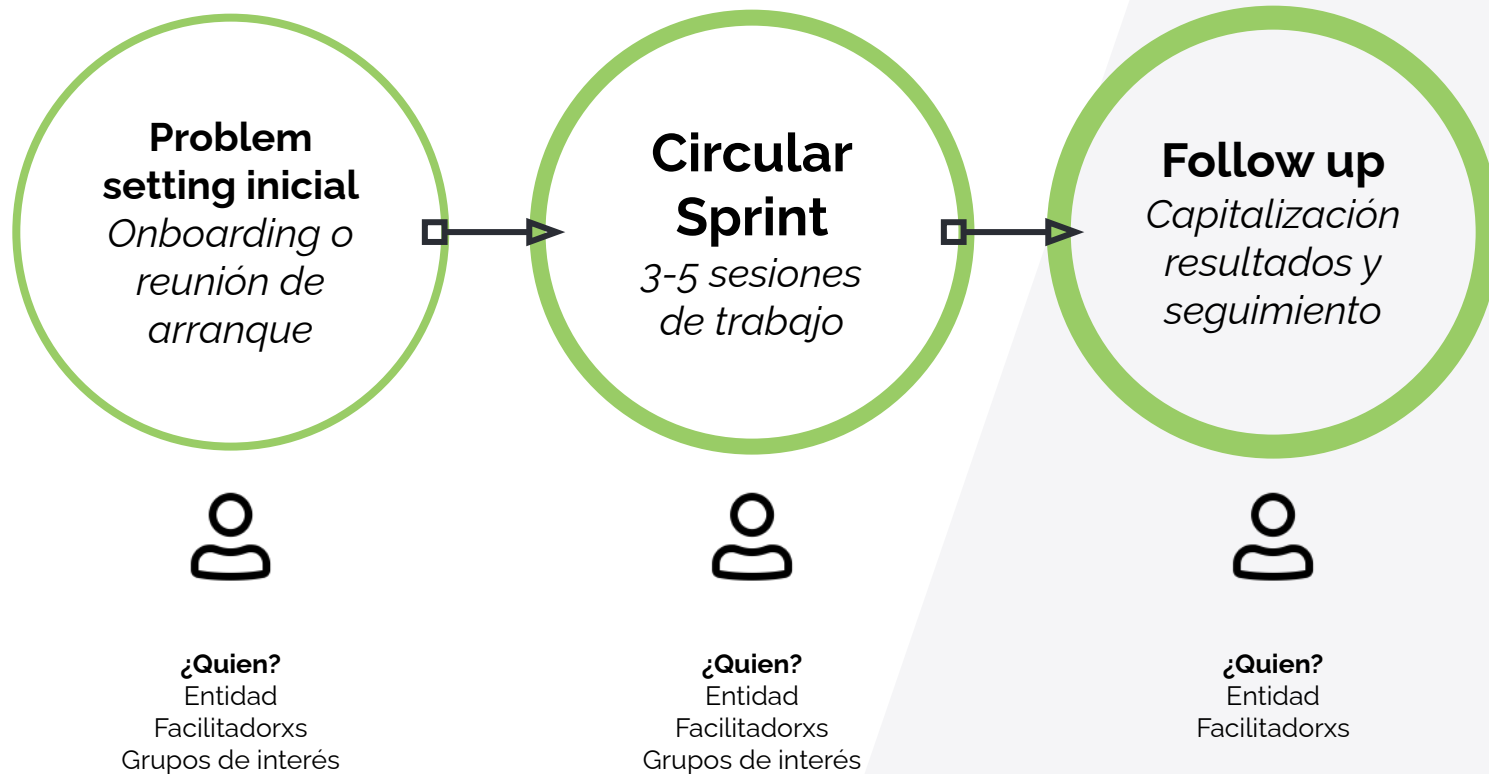 Problem
setting inicial
Onboarding o
reunión de
arranque
Circular
Sprint
3-5 sesiones
de trabajo
Follow up
Capitalización
resultados y
seguimiento
¿Quien?
Entidad
Facilitadorxs
Grupos de interés
¿Quien?
Entidad
Facilitadorxs
Grupos de interés
¿Quien?
Entidad
Facilitadorxs